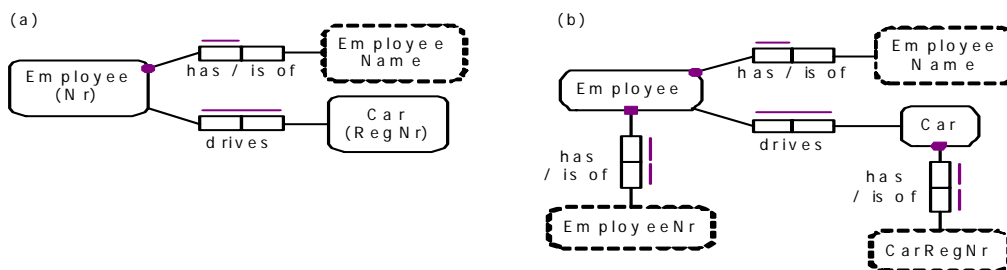 (a)
Employee
(Nr)
has / is of
Employee
Name
drives
Car
(RegNr)
(b)
Employee
has / is of
Employee
Name
drives
Car
has
/ is of
EmployeeNr
has
/ is of
CarRegNr